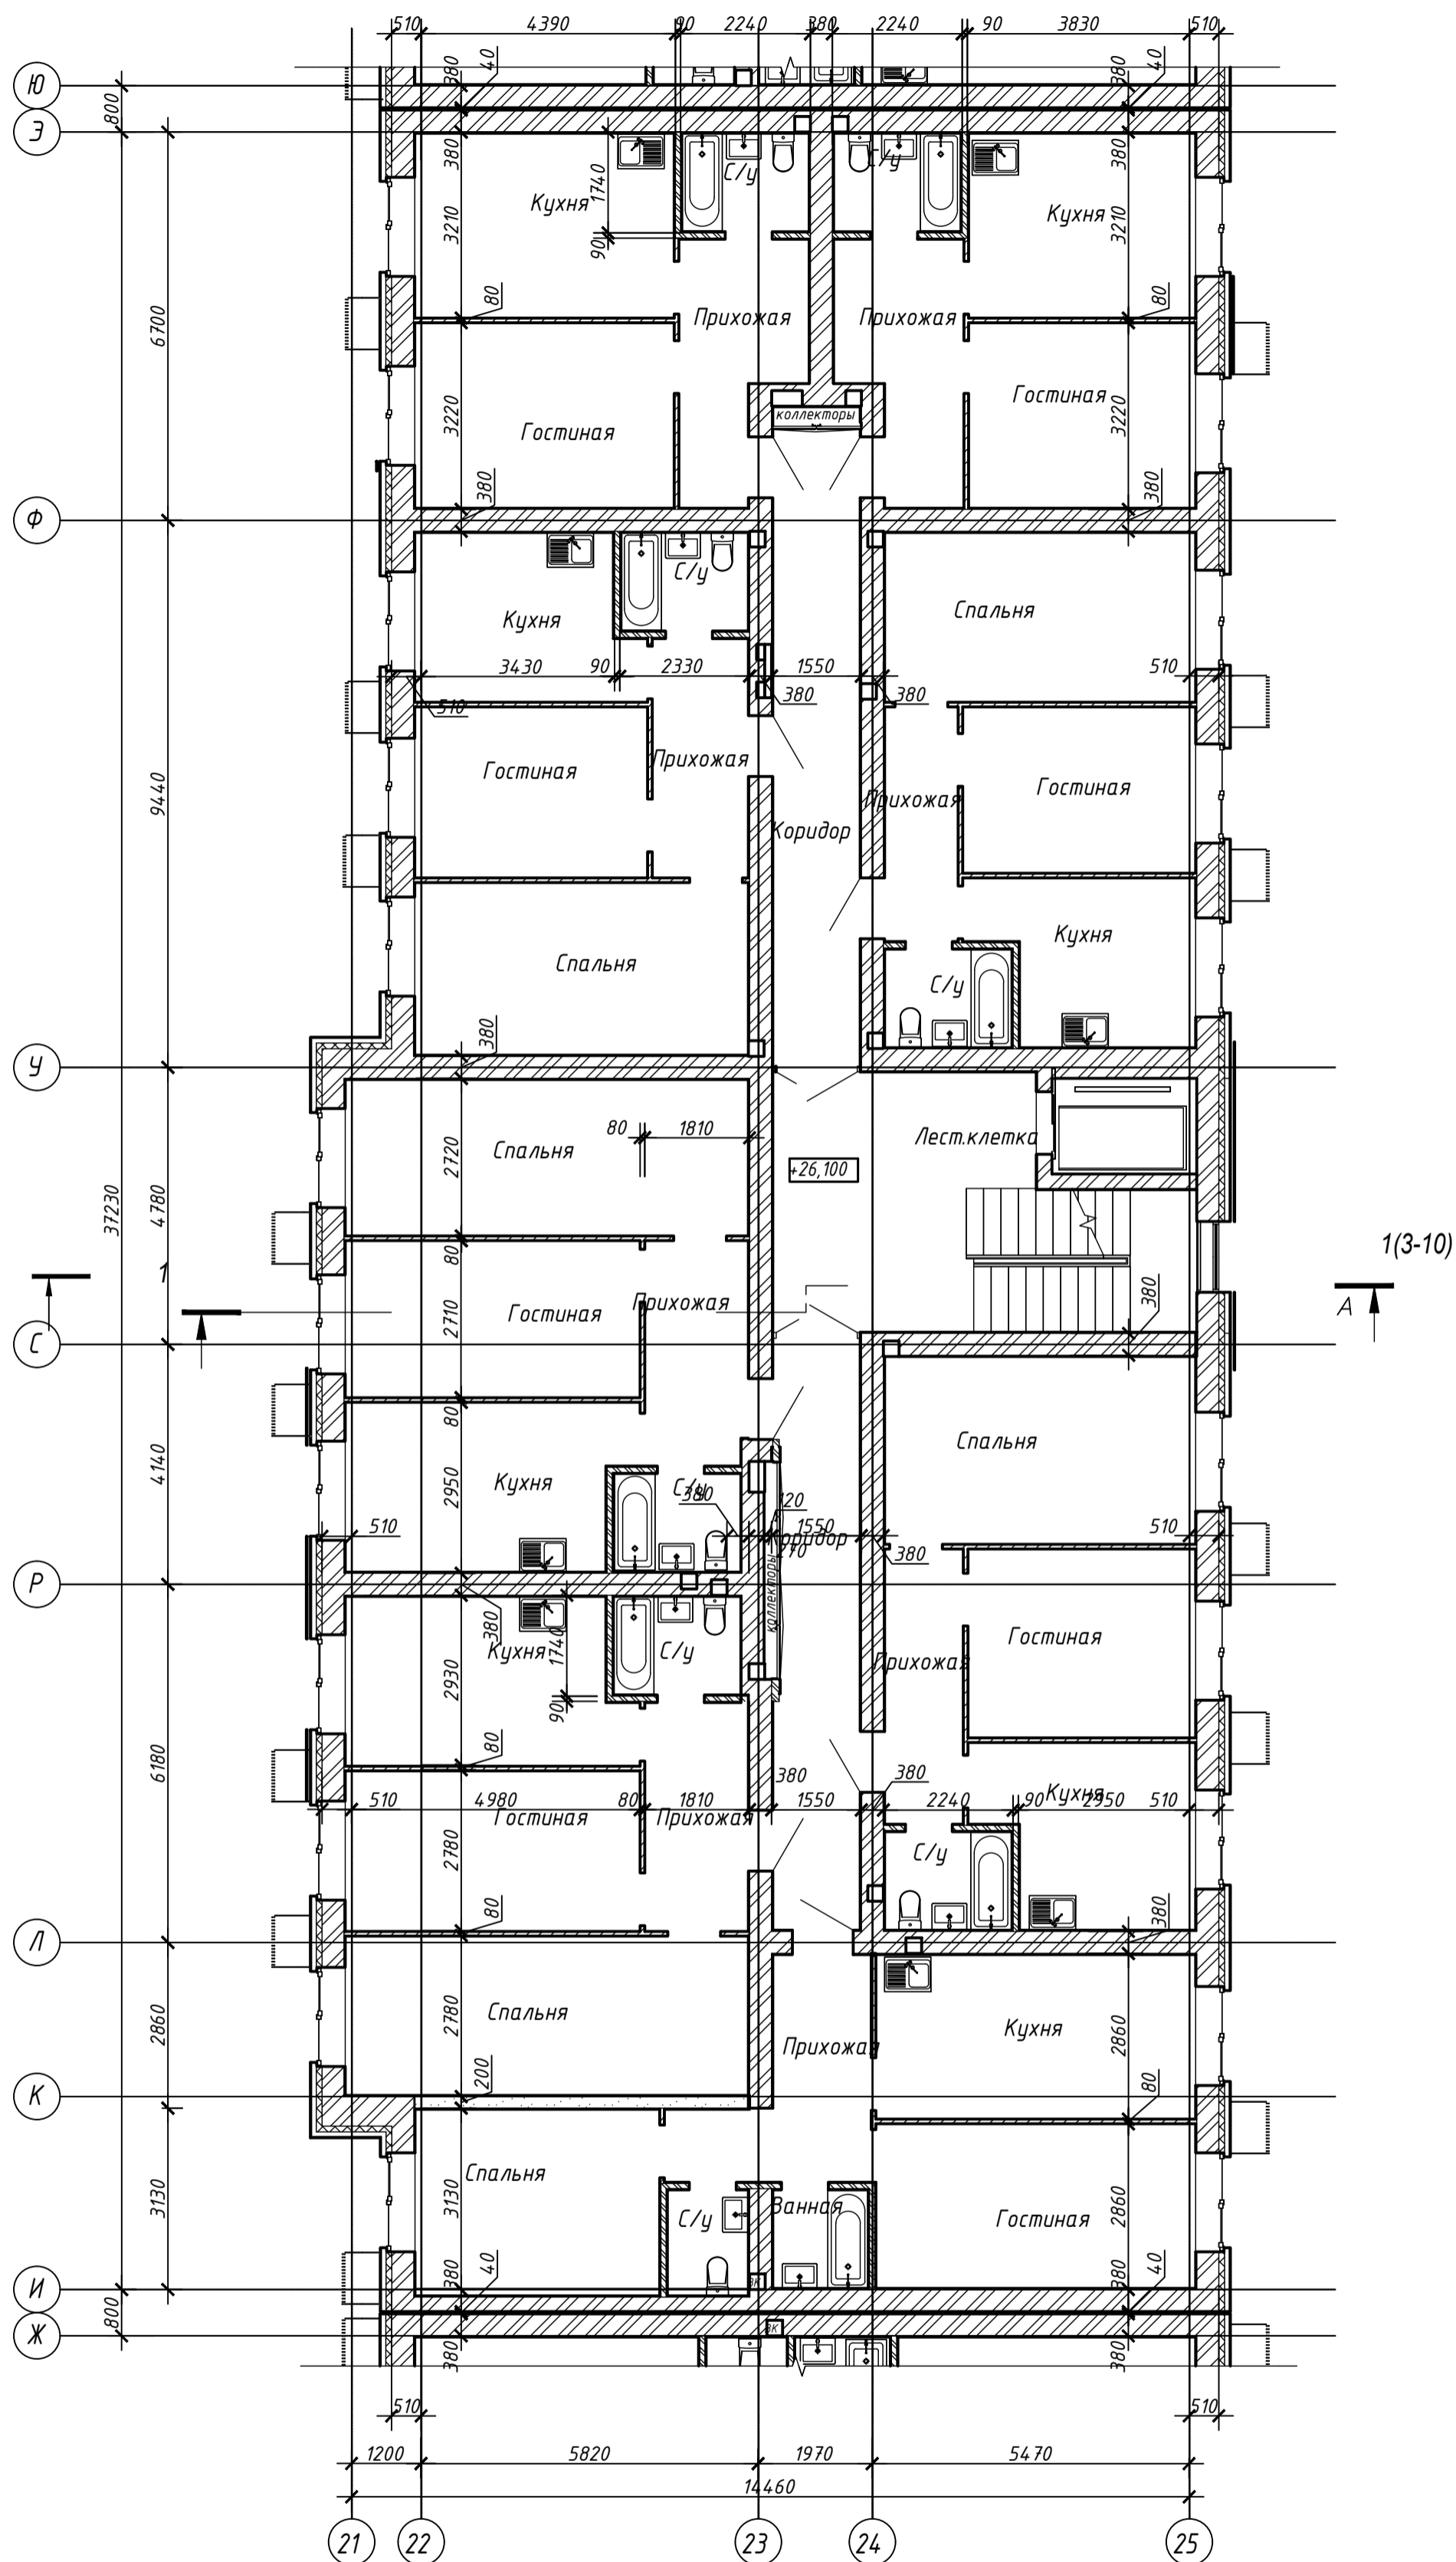 510 4390 90 2240 380 2240 90 3830 510
380 40 380 40
Ю
800
Э
380 1740 С/у С/у 380
Кухня Кухня
3210 3210
90
80 80
6700 Прихожая Прихожая
Гостиная
3220 коллекторы 3220
Гостиная
380 380
Ф
С/у
Спальня
Кухня
3430 90 2330 1550 510
510 380 380
Прихожая
Гостиная Гостиная
9440 Прихожая
Коридор
Кухня
Спальня
С/у
380
У
80 1810
2720 Спальня Лест.клетка
+26,100
37230 4780
80 1(3-10)
1
Прихожая 380
2710 Гостиная А
С
80
4140 Спальня
2950 Кухня С/у
380 120
510 1550 510
Коридор
270 380
коллекторы
Р
380 1740
Кухня С/у Гостиная
2930 Прихожая
90
80
6180 380 380
Кухня
510 4980 80 1810 1550 2240 90 2950 510
Гостиная Прихожая
2780 С/у
80 380
Л
2780 Спальня Кухня
2860 2860
Прихожая
200 80
К
Спальня
3130 3130 Ванная 2860
С/у Гостиная
380 40 ВК 380 40
И
800
Ж
380 ВК 380
510 510
1200 5820 1970 5470
14460
21 22 23 24 25